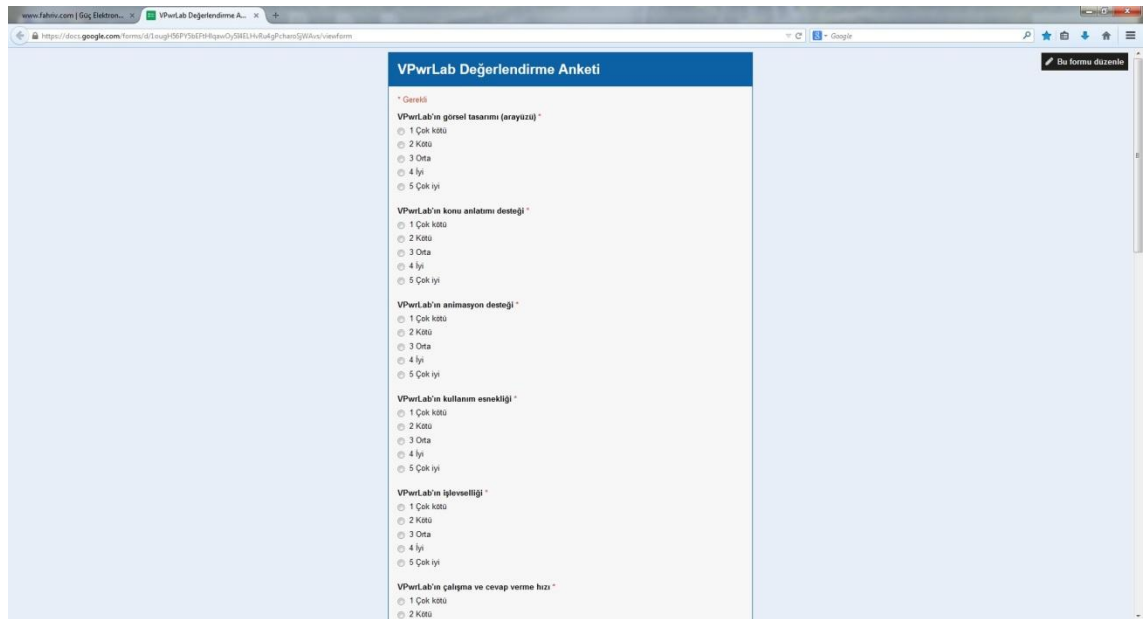 www.fahriv.com | Güç Elektron...
VPwrLab Değerlendirme A...
Google
Bu formu düzenle
VPwrLab Değerlendirme Anketi
* Gerekli
VPwrLab'ın görsel tasarımı (arayüzü) *
1 Çok kötü
2 Kötü
3 Orta
4 İyi
5 Çok iyi
VPwrLab'ın konu anlatımı desteği *
1 Çok kötü
2 Kötü
3 Orta
4 İyi
5 Çok iyi
VPwrLab'ın animasyon desteği *
1 Çok kötü
2 Kötü
3 Orta
4 İyi
5 Çok iyi
VPwrLab'ın kullanım esnekliği *
1 Çok kötü
2 Kötü
3 Orta
4 İyi
5 Çok iyi
VPwrLab'ın işlevselliği *
1 Çok kötü
2 Kötü
3 Orta
4 İyi
5 Çok iyi
VPwrLab'ın çalışma ve cevap verme hızı *
1 Çok kötü
2 Kötü